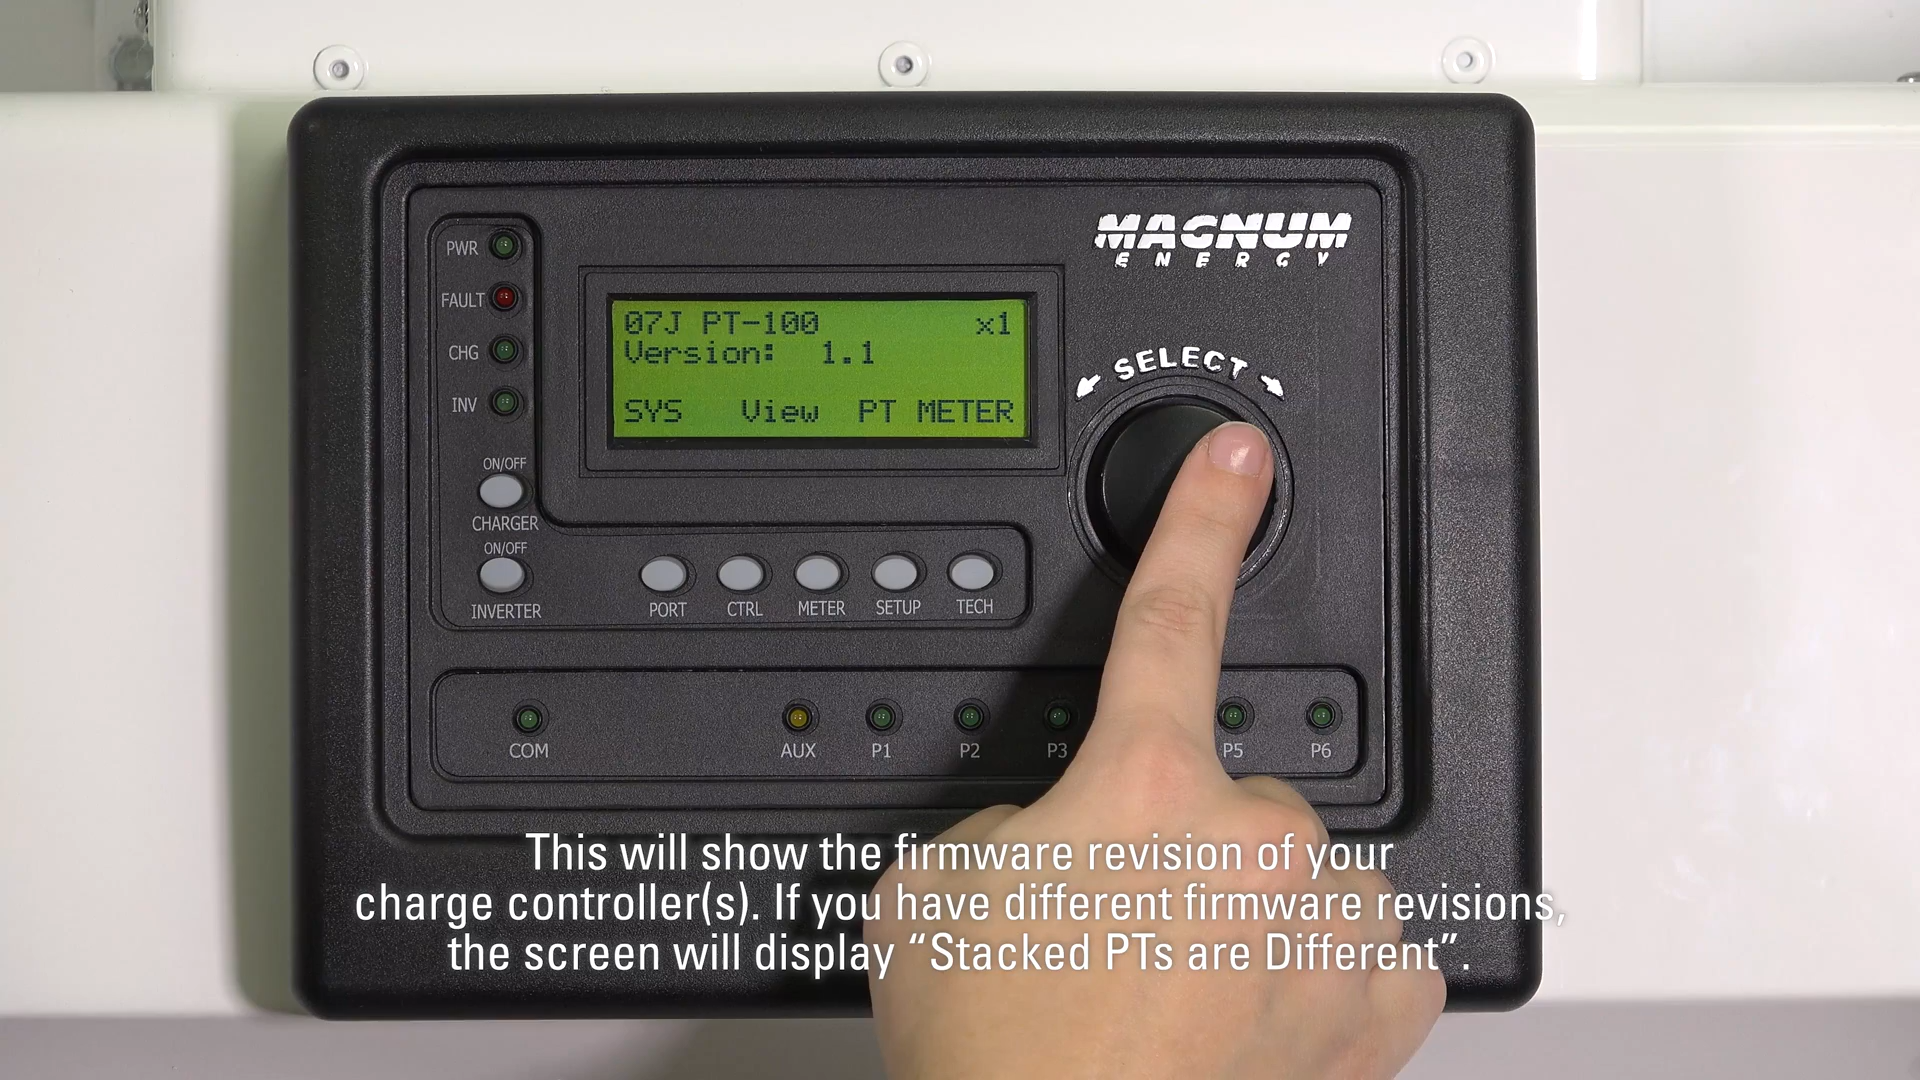 MAGNUM
ENERGY
PWR
FAULT
CHG
INV
07J PT-100 x1
Version: 1.1
SYS View PT METER
SELECT
ON/OFF
CHARGER
ON/OFF
INVERTER
PORT CTRL METER SETUP TECH
COM AUX P1 P2 P3 P5 P6
This will show the firmware revision of your
charge controller(s). If you have different firmware revisions,
the screen will display “Stacked PTs are Different”.